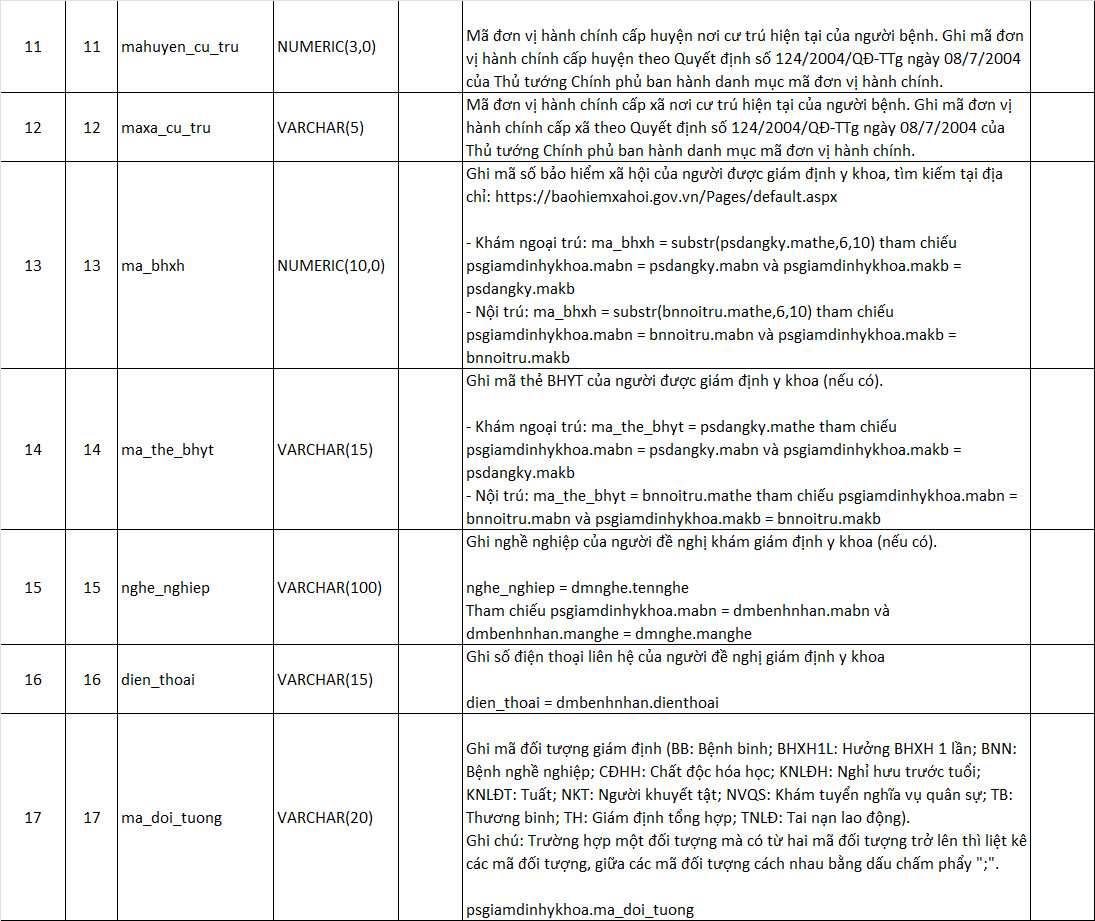 11 11 mahuyen_cu_tru NUMERIC(3,0)
Mã đơn vị hành chính cấp huyện nơi cư trú hiện tại của người bệnh. Ghi mã đơn
vị hành chính cấp huyện theo Quyết định số 124/2004/QĐ-TTg ngày 08/7/2004
của Thủ tướng Chính phủ ban hành danh mục mã đơn vị hành chính.
12 12 maxa_cu_tru VARCHAR(5)
Mã đơn vị hành chính cấp xã nơi cư trú hiện tại của người bệnh. Ghi mã đơn vị
hành chính cấp xã theo Quyết định số 124/2004/QĐ-TTg ngày 08/7/2004 của
Thủ tướng Chính phủ ban hành danh mục mã đơn vị hành chính.
13 13 ma_bhxh NUMERIC(10,0)
Ghi mã số bảo hiểm xã hội của người được giám định y khoa, tìm kiếm tại địa
chỉ: https://baohiemxahoi.gov.vn/Pages/default.aspx
- Khám ngoại trú: ma_bhxh = substr(psdangky.mathe,6,10) tham chiếu
psgiamdinhykhoa.mabn = psdangky.mabn và psgiamdinhykhoa.makb =
psdangky.makb
- Nội trú: ma_bhxh = substr(bnnoitru.mathe,6,10) tham chiếu
psgiamdinhykhoa.mabn = bnnoitru.mabn và psgiamdinhykhoa.makb =
bnnoitru.makb
14 14 ma_the_bhyt VARCHAR(15)
Ghi mã thẻ BHYT của người được giám định y khoa (nếu có).
- Khám ngoại trú: ma_the_bhyt = psdangky.mathe tham chiếu
psgiamdinhykhoa.mabn = psdangky.mabn và psgiamdinhykhoa.makb =
psdangky.makb
- Nội trú: ma_the_bhyt = bnnoitru.mathe tham chiếu psgiamdinhykhoa.mabn =
bnnoitru.mabn và psgiamdinhykhoa.makb = bnnoitru.makb
15 15 nghe_nghiep VARCHAR(100)
Ghi nghề nghiệp của người đề nghị khám giám định y khoa (nếu có).
nghe_nghiep = dmnghe.tennghe
Tham chiếu psgiamdinhykhoa.mabn = dmbenhnhan.mabn và
dmbenhnhan.manghe = dmnghe.manghe
16 16 dien_thoai VARCHAR(15)
Ghi số điện thoại liên hệ của người đề nghị giám định y khoa
dien_thoai = dmbenhnhan.dienthoai
17 17 ma_doi_tuong VARCHAR(20)
Ghi mã đối tượng giám định (BB: Bệnh binh; BHXH1L: Hưởng BHXH 1 lần; BNN:
Bệnh nghề nghiệp; CĐHH: Chất độc hóa học; KNLĐH: Nghỉ hưu trước tuổi;
KNLĐT: Tuất; NKT: Người khuyết tật; NVQS: Khám tuyển nghĩa vụ quân sự; TB:
Thương binh; TH: Giám định tổng hợp; TNLĐ: Tai nạn lao động).
Ghi chú: Trường hợp một đối tượng mà có từ hai mã đối tượng trở lên thì liệt kê
các mã đối tượng, giữa các mã đối tượng cách nhau bằng dấu chấm phẩy ";".
psgiamdinhykhoa.ma_doi_tuong